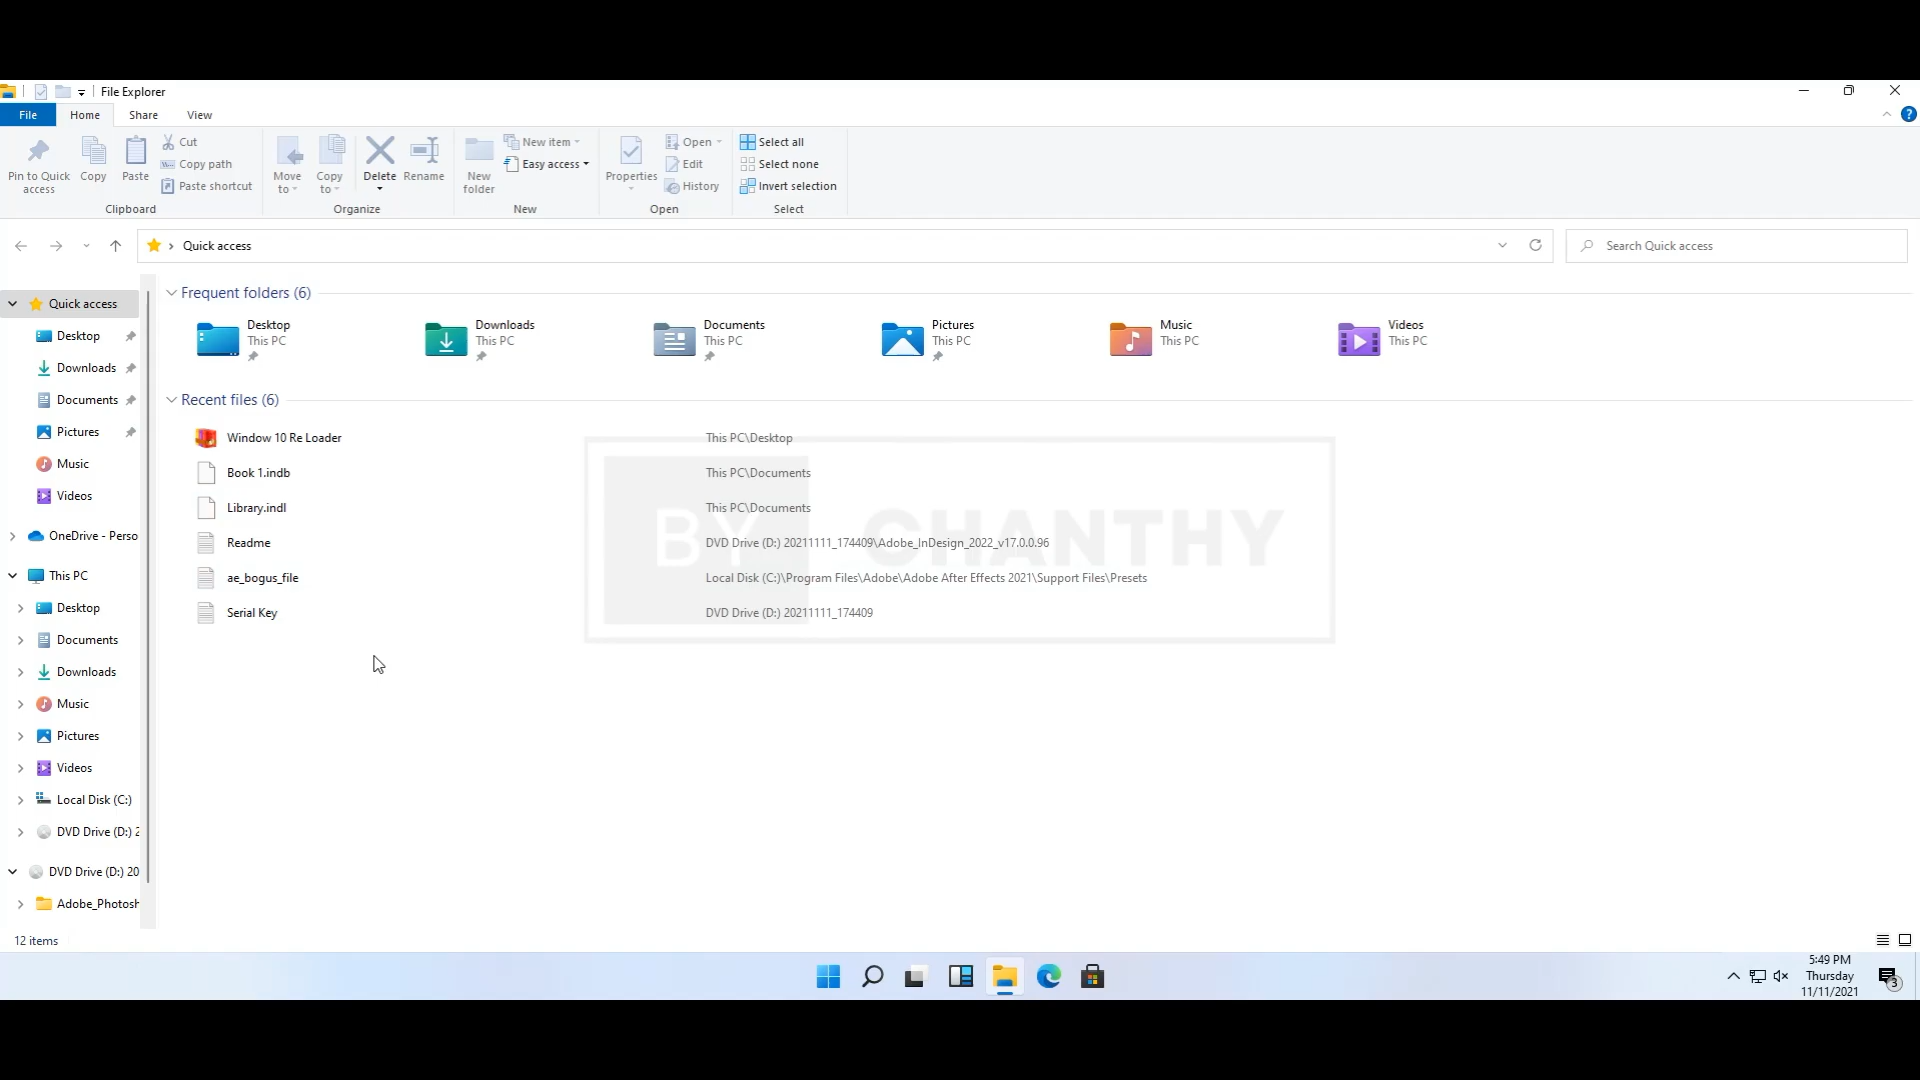 File Explorer
File Home Share View
Pin to Quick access
Copy
Paste
Cut
Copy path
Paste shortcut
Clipboard
Move to
Copy to
Delete
Rename
Organize
New folder
New item
Easy access
New
Properties
Open
Edit
History
Open
Select all
Select none
Invert selection
Select
Quick access
Search Quick access
Quick access
Desktop
Downloads
Documents
Pictures
Music
Videos
OneDrive - Perso
This PC
Desktop
Documents
Downloads
Music
Pictures
Videos
Local Disk (C:)
DVD Drive (D:) 2
DVD Drive (D:) 20
Adobe_Photosh
Frequent folders (6)
Desktop
This PC
Downloads
This PC
Documents
This PC
Pictures
This PC
Music
This PC
Videos
This PC
Recent files (6)
Window 10 Re Loader This PC\Desktop
Book 1.indb This PC\Documents
Library.indl This PC\Documents
Readme DVD Drive (D:) 20211111_174409\Adobe_InDesign_2022_v17.0.0.96
ae_bogus_file Local Disk (C:)\Program Files\Adobe\Adobe After Effects 2021\Support Files\Presets
Serial Key DVD Drive (D:) 20211111_174409
BY CHANTHY
12 items
5:49 PM
Thursday
11/11/2021
3